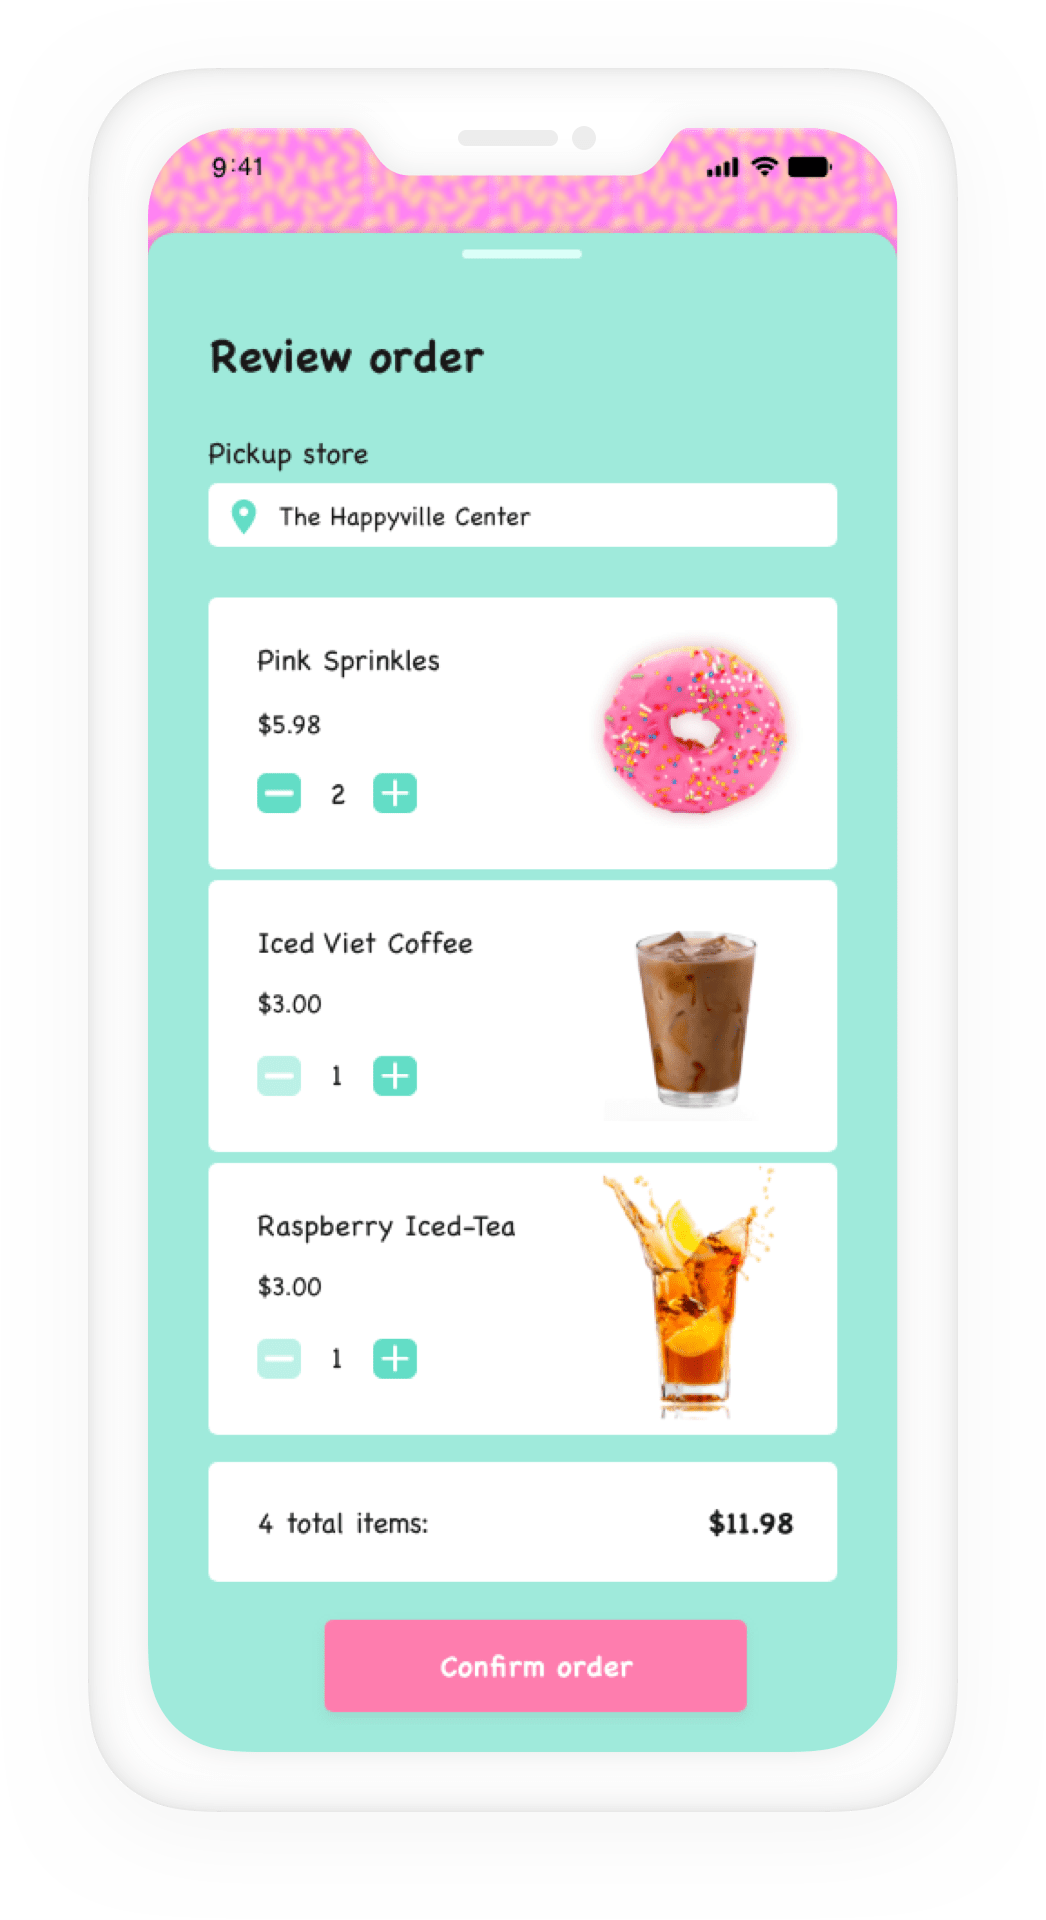 9:41
Review order
Pickup store
The Happyville Center
Pink Sprinkles
$5.98
2
Iced Viet Coffee
$3.00
1
Raspberry Iced-Tea
$3.00
1
4 total items: $11.98
Confirm order